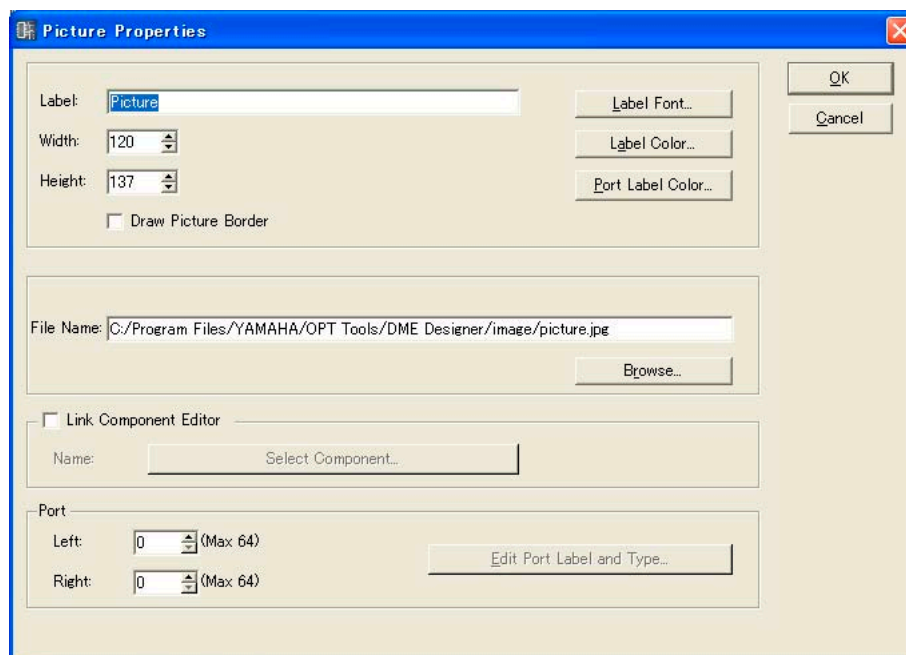 Picture Properties
OK
Cancel
Label: Picture
Label Font...
Width: 120
Label Color...
Height: 137
Port Label Color...
Draw Picture Border
File Name: C:/Program Files/YAMAHA/OPT Tools/DME Designer/image/picture.jpg
Browse...
Link Component Editor
Name: Select Component...
Port
Left: 0 (Max 64)
Edit Port Label and Type...
Right: 0 (Max 64)